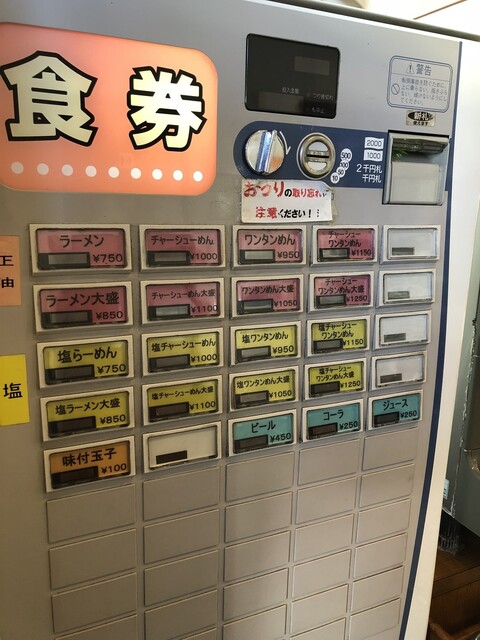 食券
警告
新札
使えます
2000
1000
2千円札
千円札
500
100
50
10
おつりの取り忘れに
注意ください!!
正
油
ラーメン
¥750
チャーシューめん
¥1000
ワンタンめん
¥950
チャーシュー
ワンタンめん
¥1150
ラーメン大盛
¥850
チャーシューめん大盛
¥1100
ワンタンめん大盛
¥1050
チャーシュー
ワンタンめん大盛
¥1250
塩らーめん
¥750
塩チャーシューめん
¥1000
塩ワンタンめん
¥950
塩チャーシュー
ワンタンめん
¥1150
塩
塩ラーメン大盛
¥850
塩チャーシューめん大盛
¥1100
塩ワンタンめん大盛
¥1050
塩チャーシュー
ワンタンめん大盛
¥1250
味付玉子
¥100
ビール
¥450
コーラ
¥250
ジュース
¥250